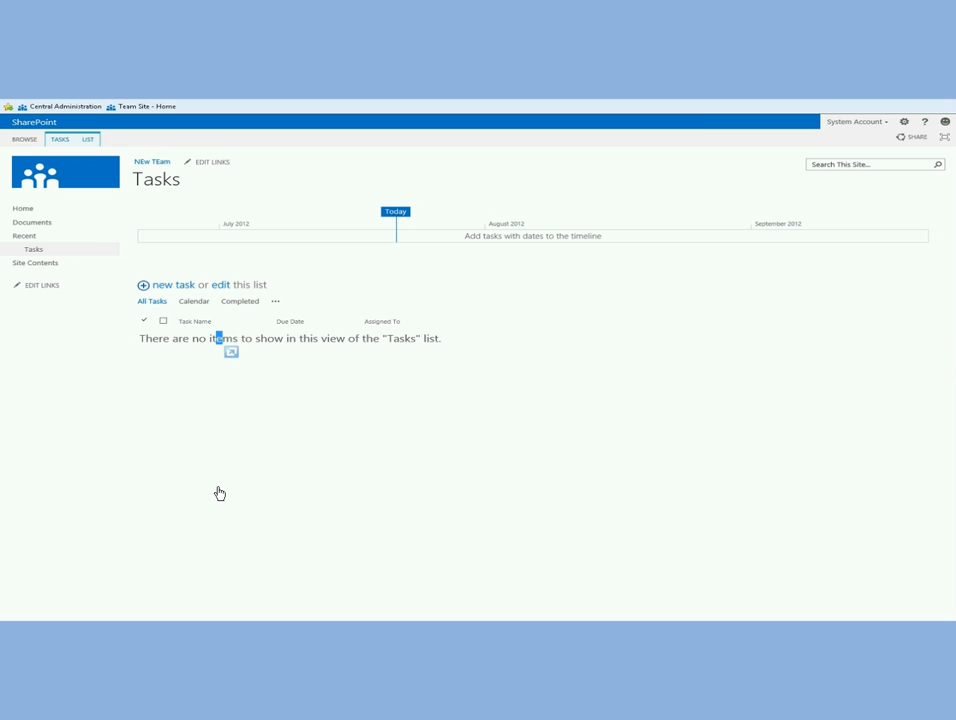 Central Administration Team Site - Home
SharePoint System Account ?
BROWSE TASKS LIST SHARE
NEw TEam EDIT LINKS Search This Site...
Tasks
Home
Documents
Recent
Tasks
Site Contents
EDIT LINKS
Today
July 2012 August 2012 September 2012
Add tasks with dates to the timeline
new task or edit this list
All Tasks Calendar Completed ...
Task Name Due Date Assigned To
There are no items to show in this view of the "Tasks" list.